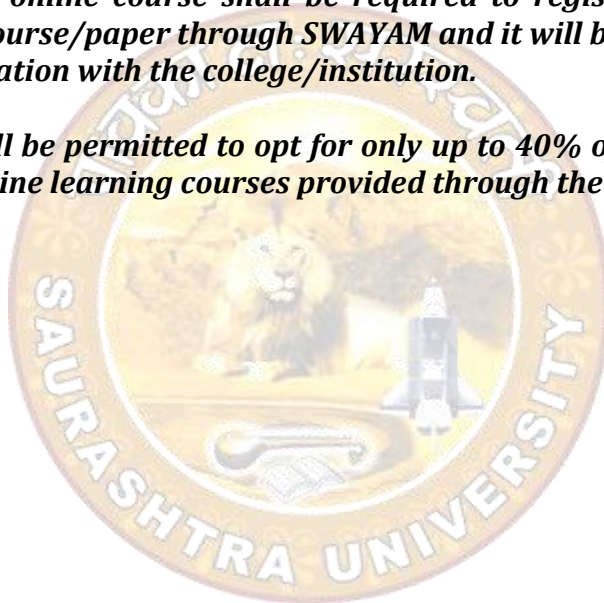 online course shall be required to regis
ourse/paper through SWAYAM and it will b
ation with the college/institution.
ll be permitted to opt for only up to 40% o
ine learning courses provided through the
SAURASHTRA UNIVERSITY